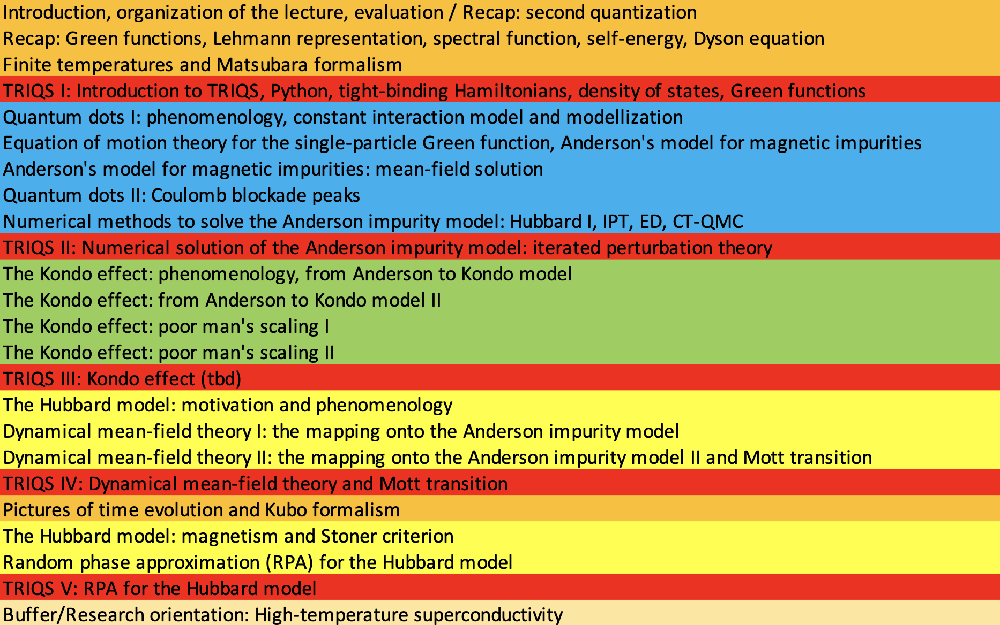 Introduction, organization of the lecture, evaluation / Recap: second quantization
Recap: Green functions, Lehmann representation, spectral function, self-energy, Dyson equation
Finite temperatures and Matsubara formalism
TRIQS I: Introduction to TRIQS, Python, tight-binding Hamiltonians, density of states, Green functions
Quantum dots I: phenomenology, constant interaction model and modellization
Equation of motion theory for the single-particle Green function, Anderson's model for magnetic impurities
Anderson's model for magnetic impurities: mean-field solution
Quantum dots II: Coulomb blockade peaks
Numerical methods to solve the Anderson impurity model: Hubbard I, IPT, ED, CT-QMC
TRIQS II: Numerical solution of the Anderson impurity model: iterated perturbation theory
The Kondo effect: phenomenology, from Anderson to Kondo model
The Kondo effect: from Anderson to Kondo model II
The Kondo effect: poor man's scaling I
The Kondo effect: poor man's scaling II
TRIQS III: Kondo effect (tbd)
The Hubbard model: motivation and phenomenology
Dynamical mean-field theory I: the mapping onto the Anderson impurity model
Dynamical mean-field theory II: the mapping onto the Anderson impurity model II and Mott transition
TRIQS IV: Dynamical mean-field theory and Mott transition
Pictures of time evolution and Kubo formalism
The Hubbard model: magnetism and Stoner criterion
Random phase approximation (RPA) for the Hubbard model
TRIQS V: RPA for the Hubbard model
Buffer/Research orientation: High-temperature superconductivity